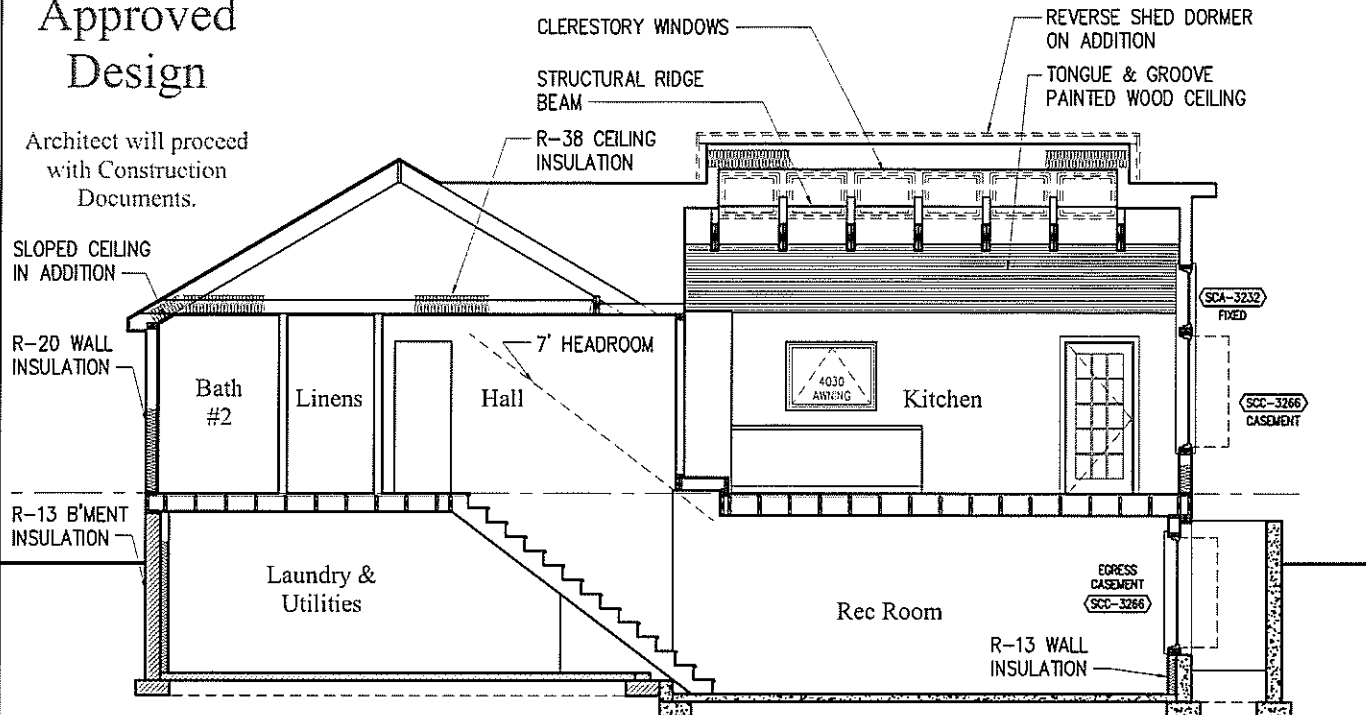 Approved
Design
Architect will proceed
with Construction
Documents.
CLERESTORY WINDOWS
STRUCTURAL RIDGE
BEAM
R-38 CEILING
INSULATION
REVERSE SHED DORMER
ON ADDITION
TONGUE & GROOVE
PAINTED WOOD CEILING
SLOPED CEILING
IN ADDITION
R-20 WALL
INSULATION
7' HEADROOM
SCA-3232
FIXED
Bath
#2
Linens
Hall
4030
AWNING
Kitchen
SCC-3266
CASEMENT
R-13 B'MENT
INSULATION
Laundry &
Utilities
Rec Room
EGRESS
CASEMENT
SCC-3266
R-13 WALL
INSULATION